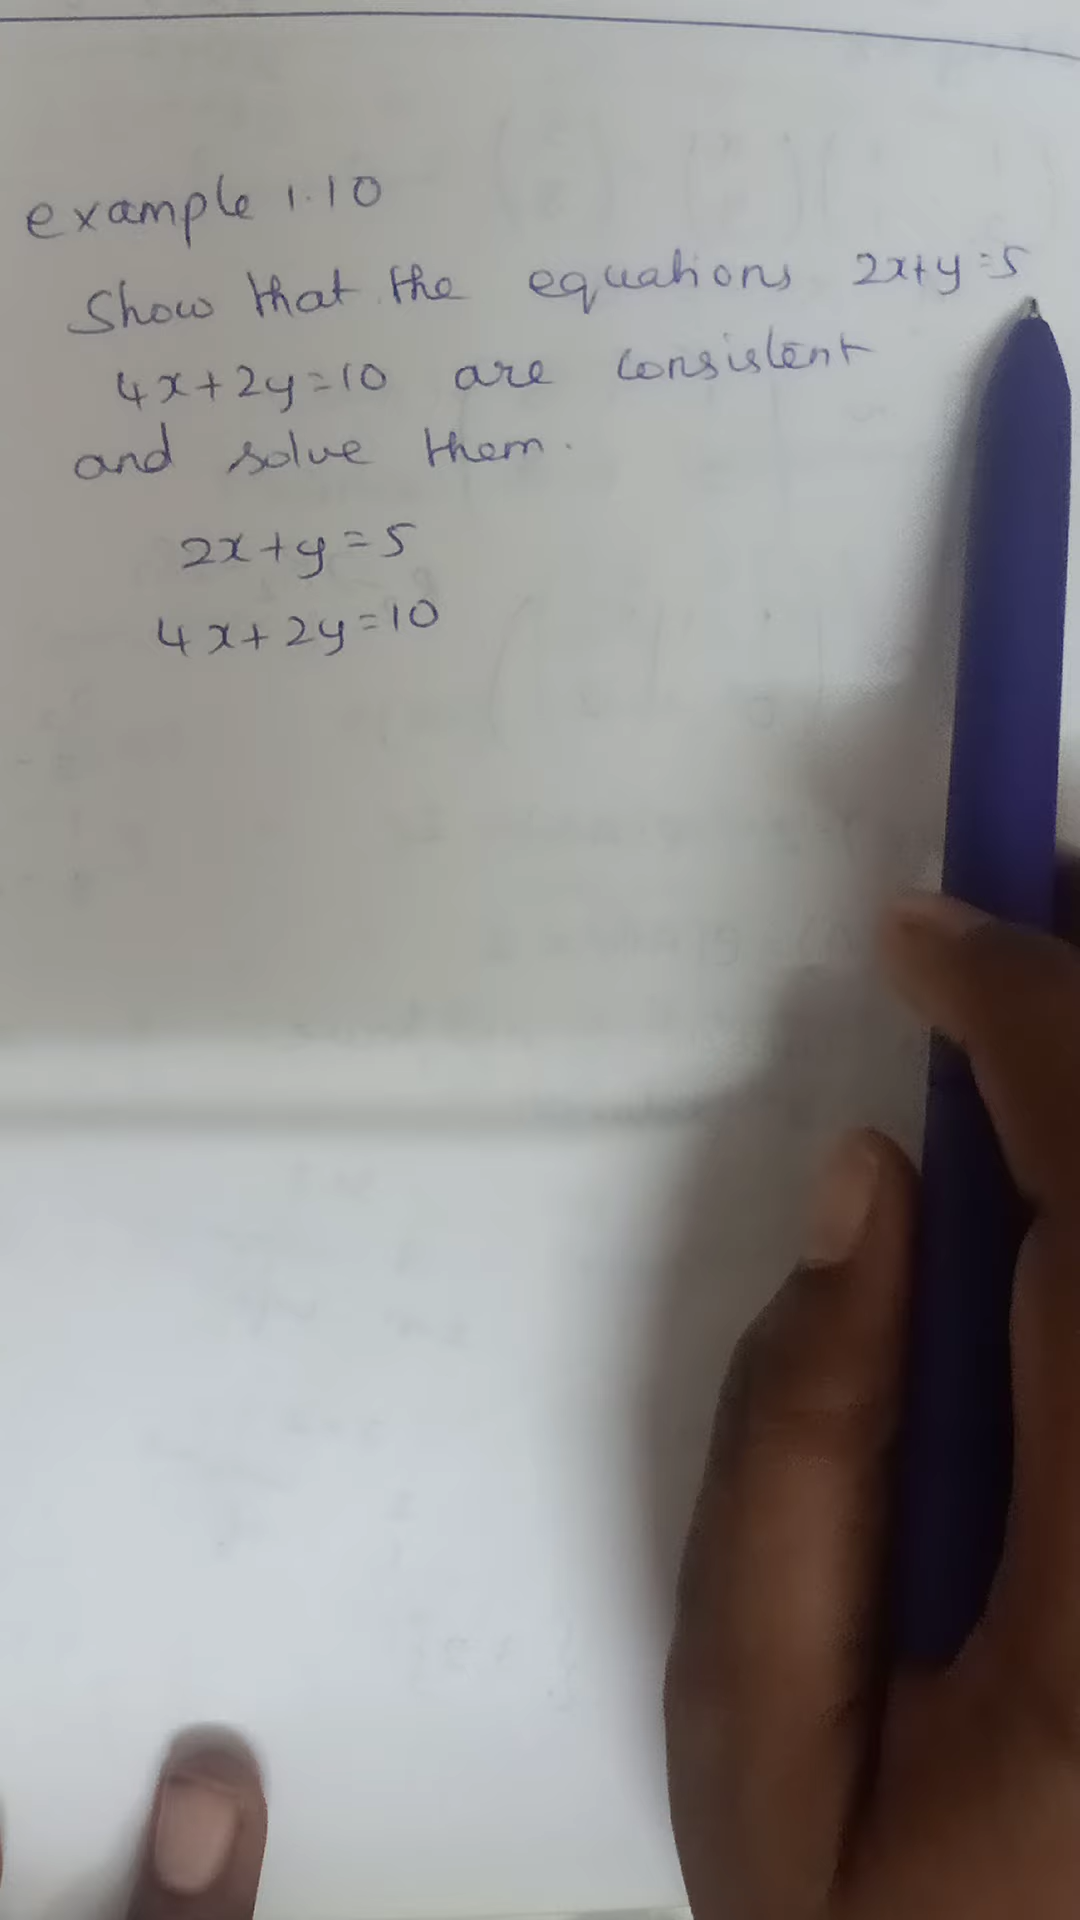 example 1.10
Show that the equations 2x+y=5
4x+2y=10 are consistent
and solve them.
2x+y=5
4x+2y=10